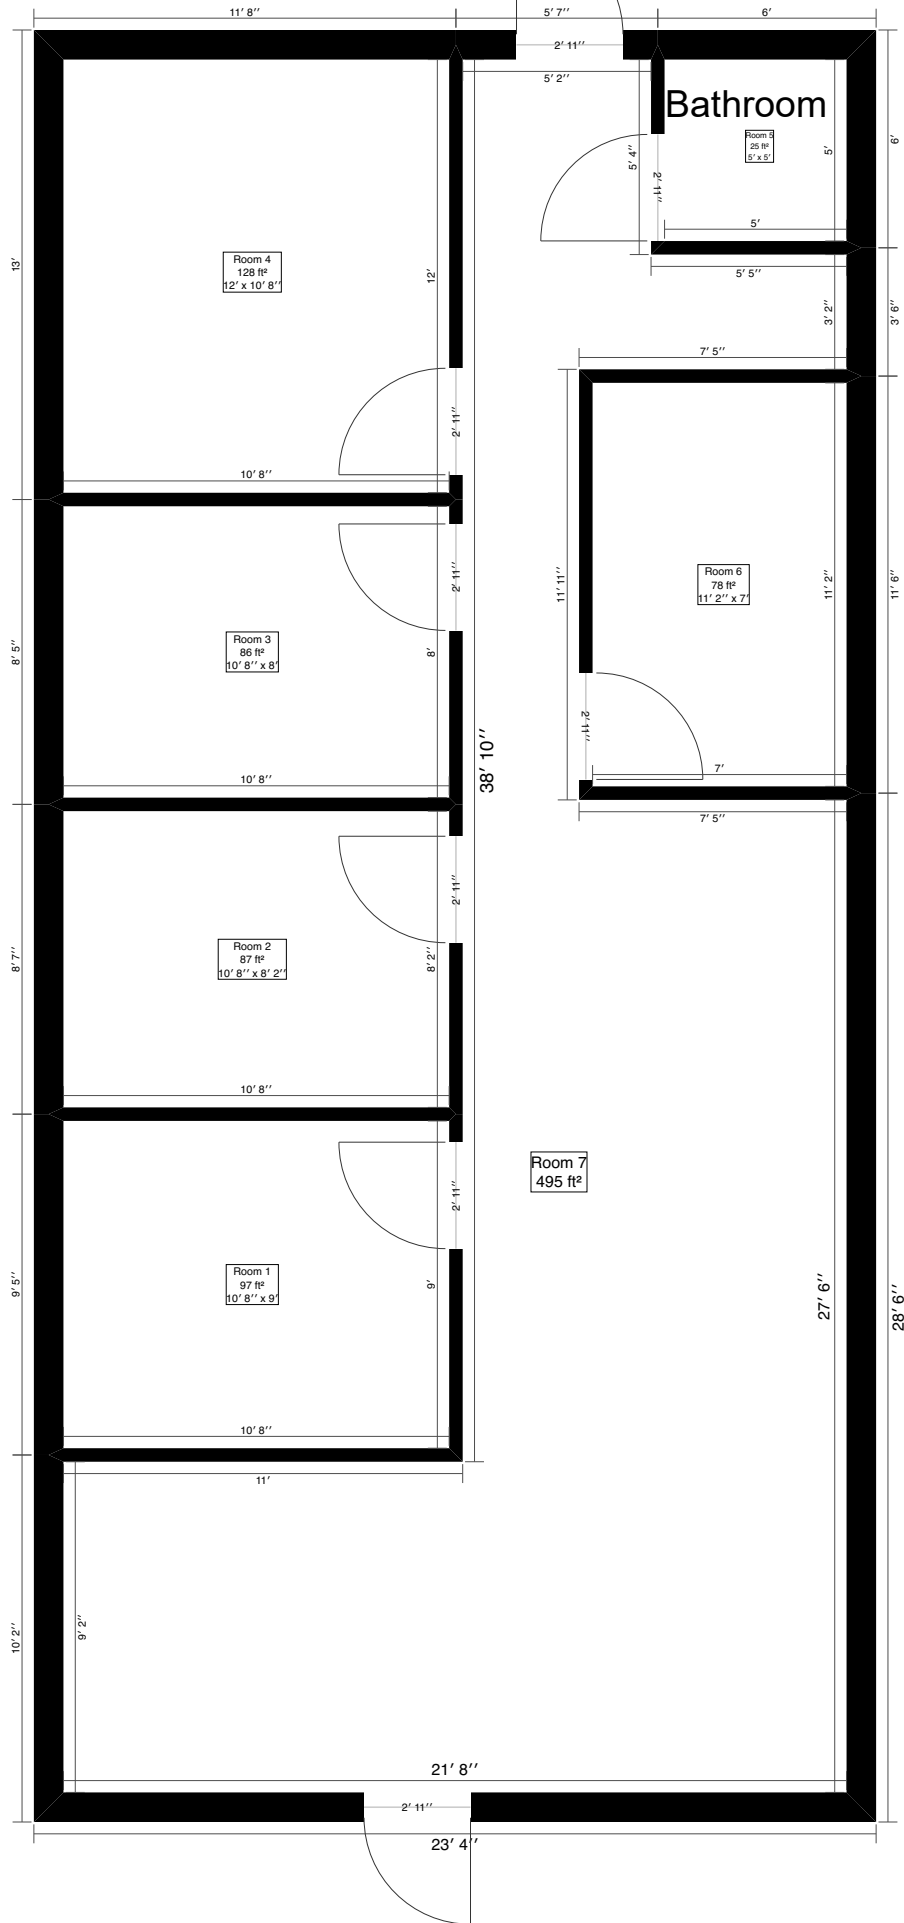 11' 8''
5' 7''
6'
2' 11''
5' 2''
Bathroom
Room 5
25 ft²
5' x 5'
5' 4''
2' 11''
5'
6'
5'
5' 5''
13'
Room 4
128 ft²
12' x 10' 8''
12'
3' 2''
3' 6''
7' 5''
2' 11''
10' 8''
2' 11''
11' 11''
Room 6
78 ft²
11' 2'' x 7'
11' 2''
11' 6''
8' 5''
Room 3
86 ft²
10' 8'' x 8'
8'
2' 11''
38' 10''
7'
10' 8''
7' 5''
2' 11''
8' 7''
Room 2
87 ft²
10' 8'' x 8' 2''
8' 2''
10' 8''
2' 11''
Room 7
495 ft²
9' 5''
Room 1
97 ft²
10' 8'' x 9'
9'
27' 6''
28' 6''
10' 8''
11'
10' 2''
9' 2''
21' 8''
2' 11''
23' 4''